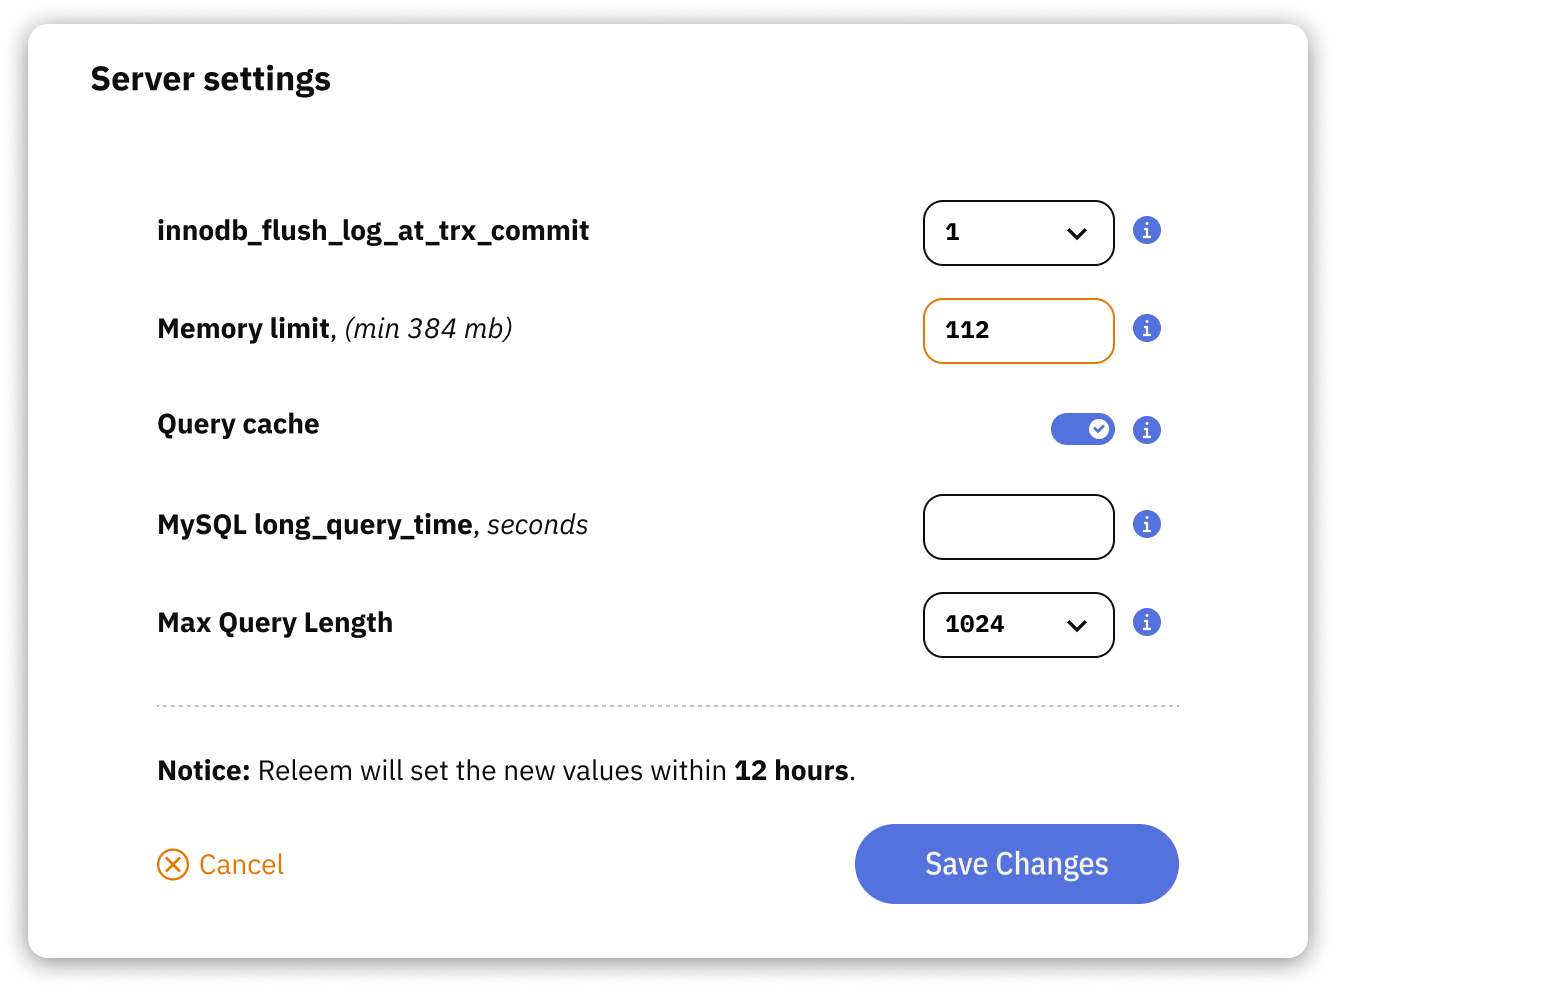 Server settings
innodb_flush_log_at_trx_commit 1
Memory limit, (min 384 mb) 112
Query cache
MySQL long_query_time, seconds
Max Query Length 1024
Notice: Releem will set the new values within 12 hours.
Cancel Save Changes